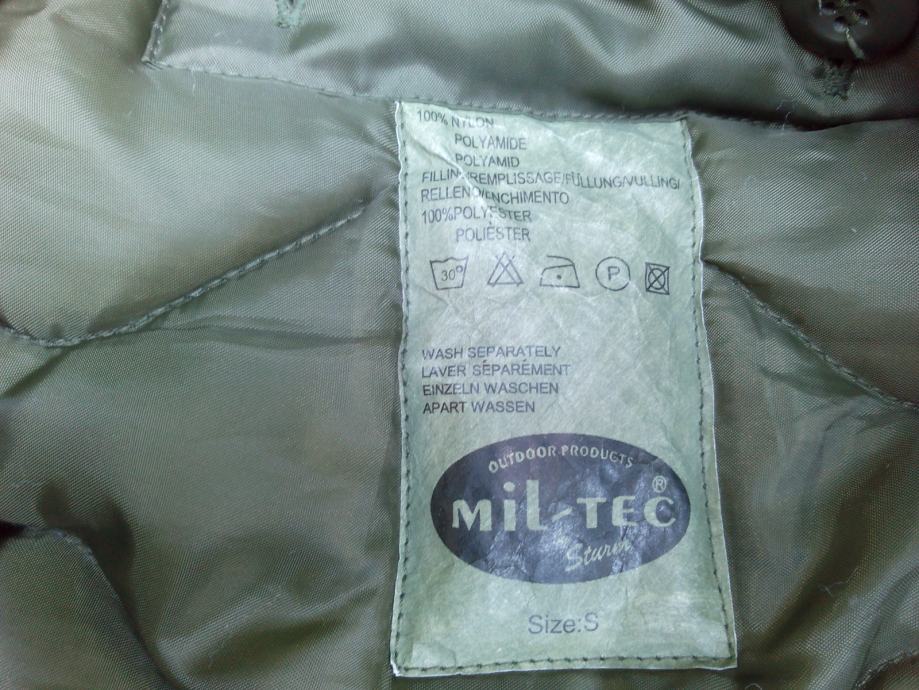 100% NYLON
POLYAMIDE
POLYAMID
FILLING/REMPLISSAGE/FÜLLUNG/VULLING/
RELLENO/ENCHIMENTO
100%POLYESTER
POLIÉSTER
30° P
WASH SEPARATELY
LAVER SÉPARÉMENT
EINZELN WASCHEN
APART WASSEN
OUTDOOR PRODUCTS
MiL-TEC®
Sturm
Size:S